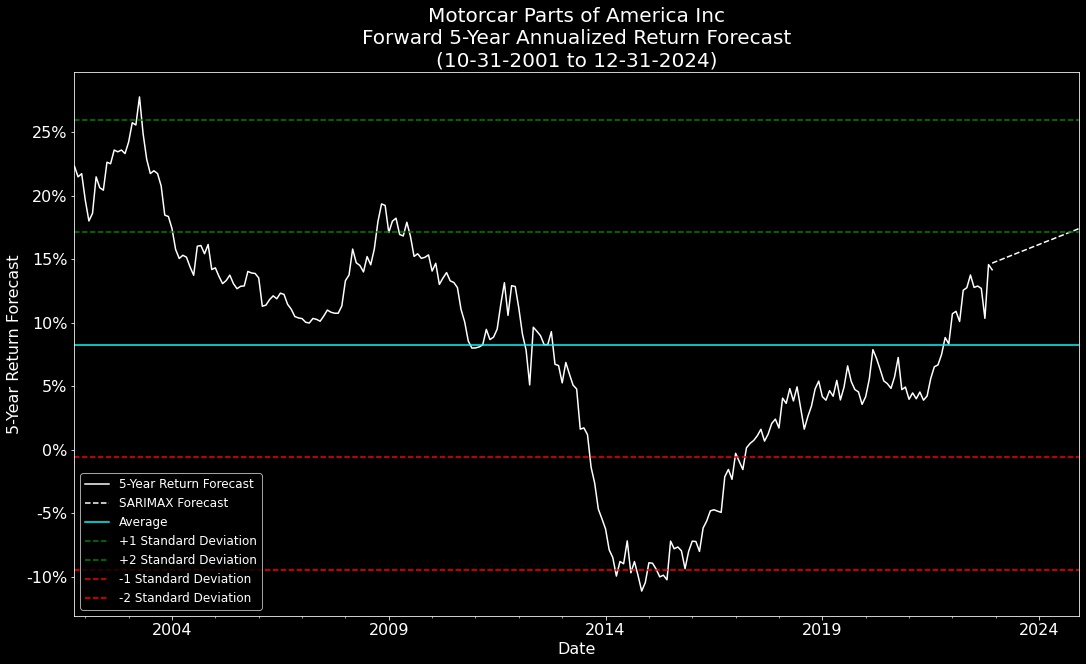 Motorcar Parts of America Inc
Forward 5-Year Annualized Return Forecast
(10-31-2001 to 12-31-2024)
5-Year Return Forecast
25%
20%
15%
10%
5%
0%
-5%
-10%
5-Year Return Forecast
SARIMAX Forecast
Average
+1 Standard Deviation
+2 Standard Deviation
-1 Standard Deviation
-2 Standard Deviation
2004
2009
2014
2019
2024
Date